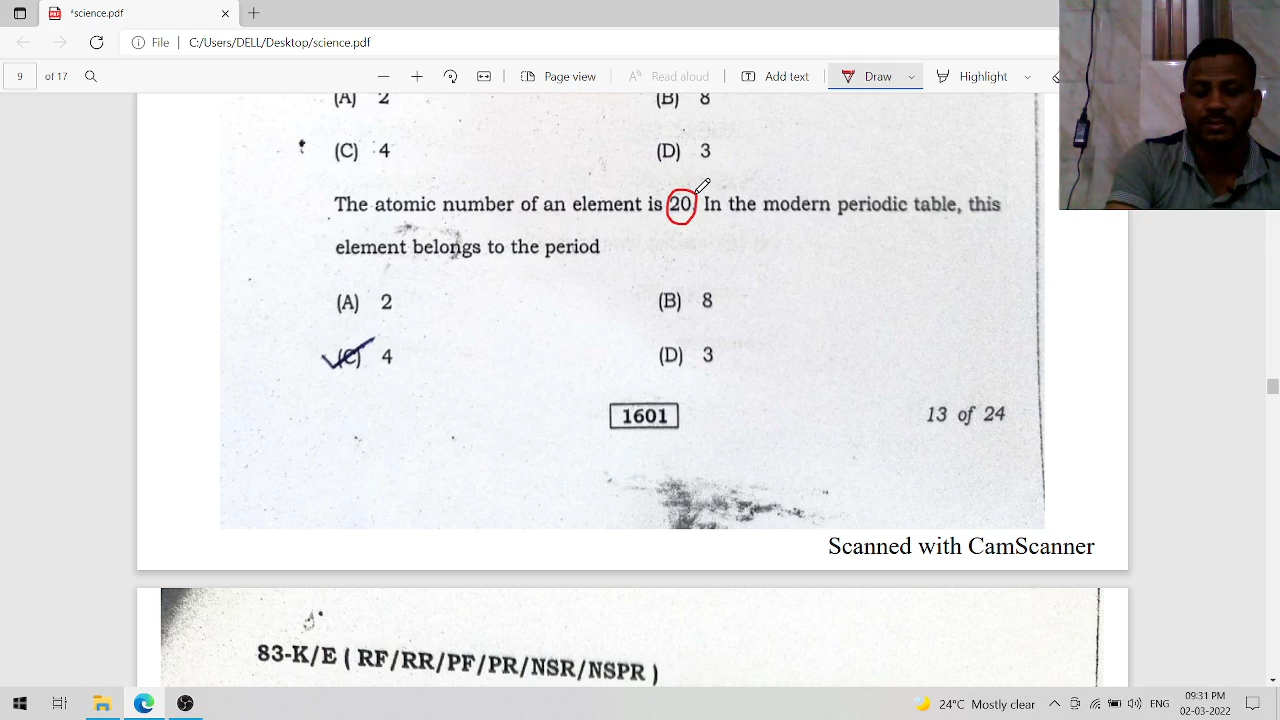 *science.pdf
File | C:/Users/DELL/Desktop/science.pdf
9 of 17 Page view Read aloud Add text Draw Highlight
(A) 2 (B) 8
(C) 4 (D) 3
The atomic number of an element is 20. In the modern periodic table, this
element belongs to the period
(A) 2 (B) 8
(C) 4 (D) 3
1601 13 of 24
Scanned with CamScanner
83-K/E ( RF/RR/PF/PR/NSR/NSPR )
24°C Mostly clear ENG 09:31 PM
02-03-2022